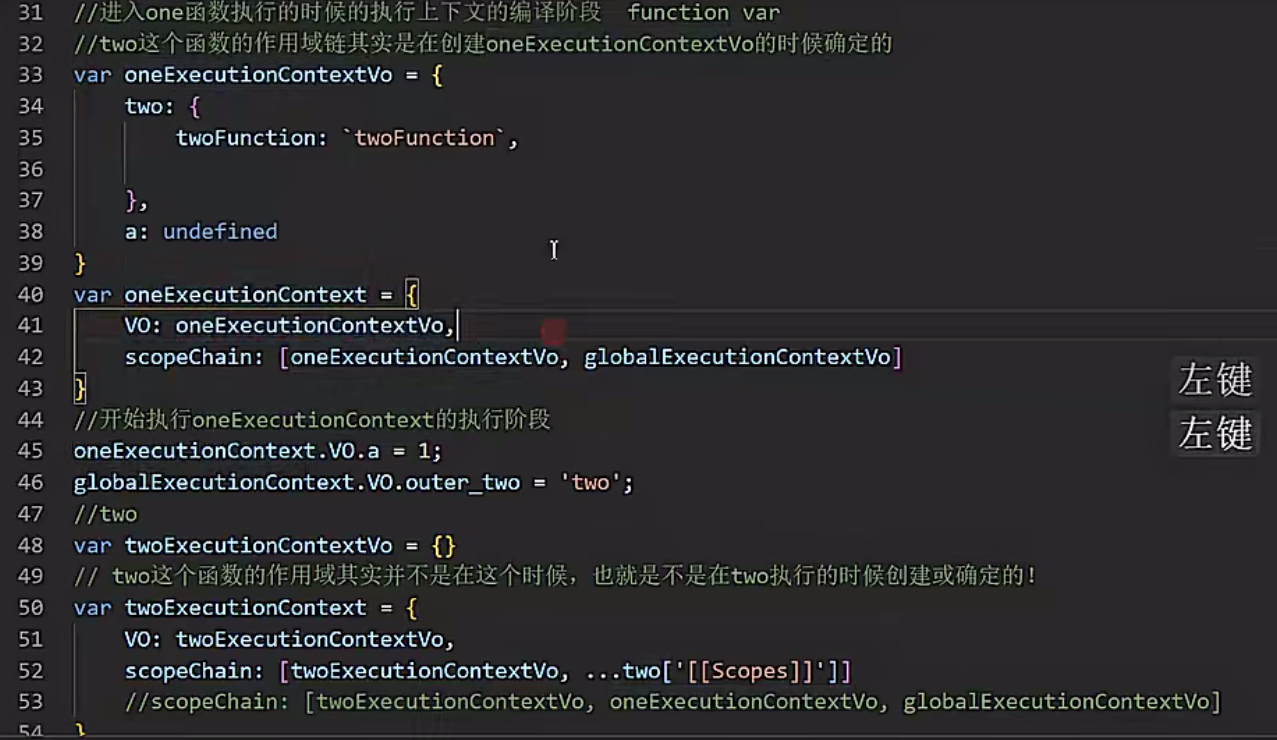 31 //进入one函数执行的时候的执行上下文的编译阶段  function var
32 //two这个函数的作用域链其实是在创建oneExecutionContextVo的时候确定的
33 var oneExecutionContextVo = {
34     two: {
35         twoFunction: `twoFunction`,
36
37     },
38     a: undefined
39 }
40 var oneExecutionContext = {
41     VO: oneExecutionContextVo,
42     scopeChain: [oneExecutionContextVo, globalExecutionContextVo]
43 }
44 //开始执行oneExecutionContext的执行阶段
45 oneExecutionContext.VO.a = 1;
46 globalExecutionContext.VO.outer_two = 'two';
47 //two
48 var twoExecutionContextVo = {}
49 // two这个函数的作用域其实并不是在这个时候，也就是不是在two执行的时候创建或确定的!
50 var twoExecutionContext = {
51     VO: twoExecutionContextVo,
52     scopeChain: [twoExecutionContextVo, ...two['[[Scopes]]']]
53     //scopeChain: [twoExecutionContextVo, oneExecutionContextVo, globalExecutionContextVo]
54 }
左键
左键